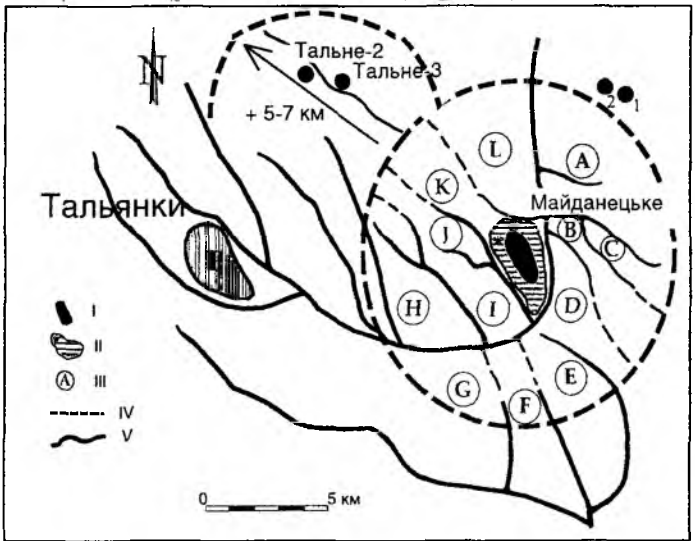 N
Тальне-2
Тальне-3
+ 5-7 км
2 1
L
A
K
Майданецьке
Тальянки
J
B
C
H
I
D
G
F
E
I
II
A III
IV
V
0 5 км